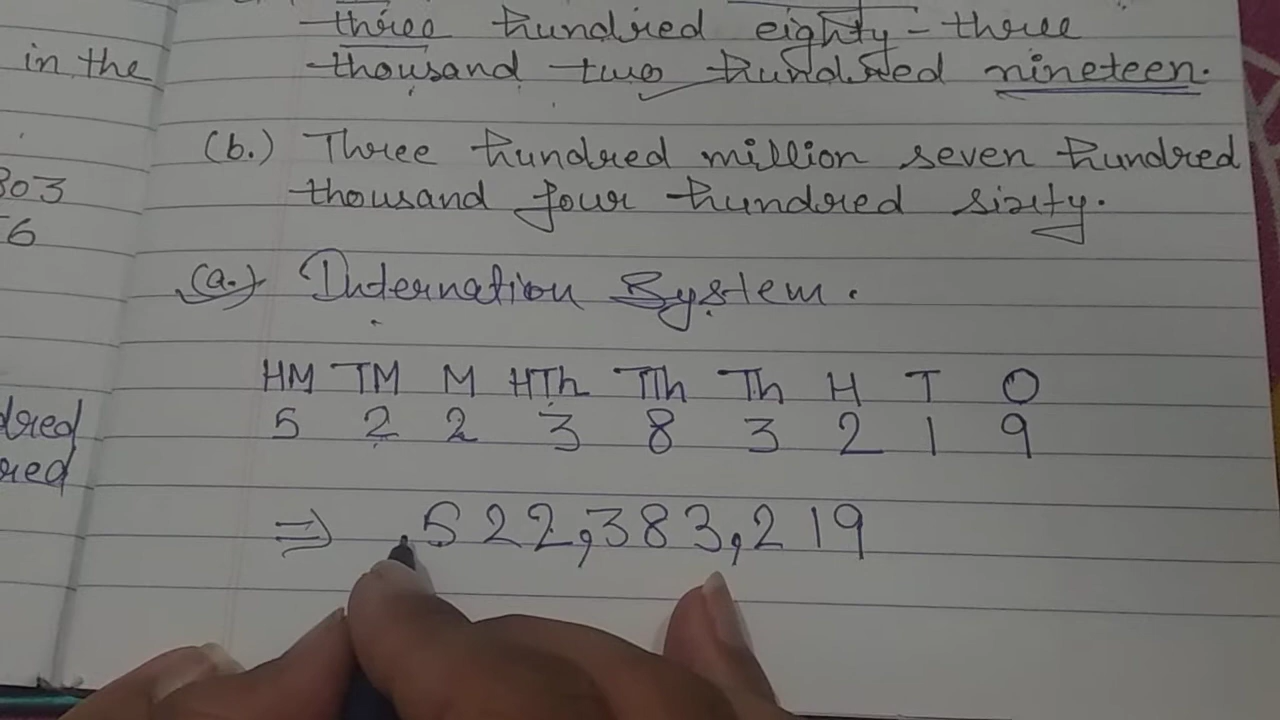 three hundred eighty-three
in the
thousand two hundred nineteen.
(b.) Three hundred million seven hundred
803
thousand four hundred sixty.
6
(a.) Internation System.
HM TM M HTh TTh Th H T O
dred
5 2 2 3 8 3 2 1 9
red
⇒ 522,383,219